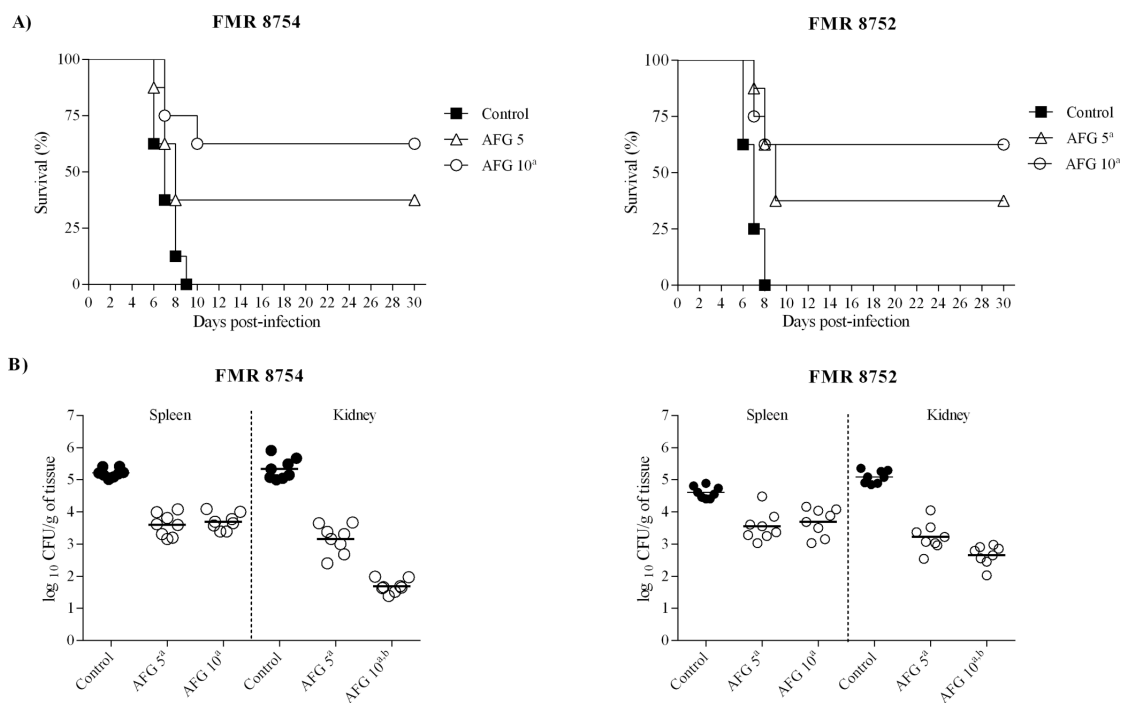 A)
FMR 8754
Survival (%)
100
75
50
25
0
0 2 4 6 8 10 12 14 16 18 20 22 24 26 28 30
Days post-infection
Control
AFG 5
AFG 10ᵃ
FMR 8752
Survival (%)
100
75
50
25
0
0 2 4 6 8 10 12 14 16 18 20 22 24 26 28 30
Days post-infection
Control
AFG 5ᵃ
AFG 10ᵃ
B)
FMR 8754
log ₁₀ CFU/g of tissue
7
6
5
4
3
2
1
0
Spleen Kidney
Control AFG 5ᵃ AFG 10ᵃ Control AFG 5ᵃ AFG 10ᵃ,ᵇ
FMR 8752
log ₁₀ CFU/g of tissue
7
6
5
4
3
2
1
0
Spleen Kidney
Control AFG 5ᵃ AFG 10ᵃ Control AFG 5ᵃ AFG 10ᵃ,ᵇ